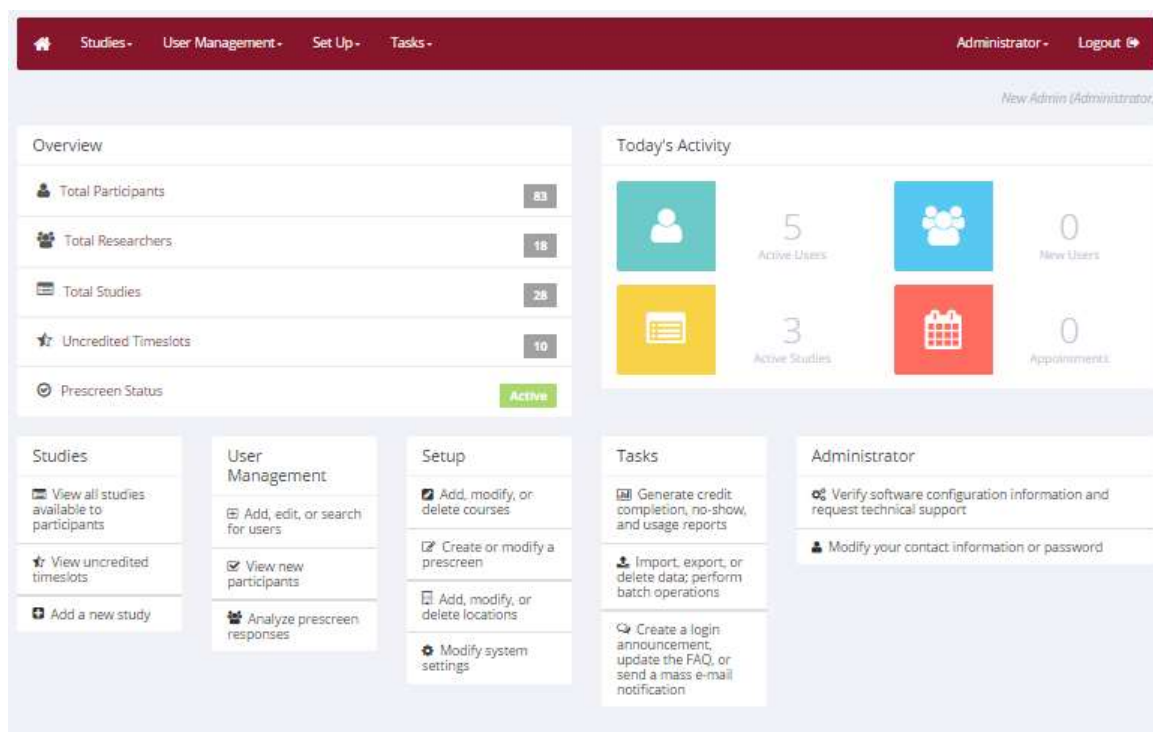 Studies
User Management
Set Up
Tasks
Administrator
Logout
New Admin (Administrator)
Overview
Total Participants
83
Total Researchers
18
Total Studies
28
Uncredited Timeslots
10
Prescreen Status
Active
Today's Activity
5
Active Users
0
New Users
3
Active Studies
0
Appointments
Studies
View all studies
available to
participants
View uncredited
timeslots
Add a new study
User
Management
Add, edit, or search
for users
View new
participants
Analyze prescreen
responses
Setup
Add, modify, or
delete courses
Create or modify a
prescreen
Add, modify, or
delete locations
Modify system
settings
Tasks
Generate credit
completion, no-show,
and usage reports
Import, export, or
delete data; perform
batch operations
Create a login
announcement,
update the FAQ, or
send a mass e-mail
notification
Administrator
Verify software configuration information and
request technical support
Modify your contact information or password